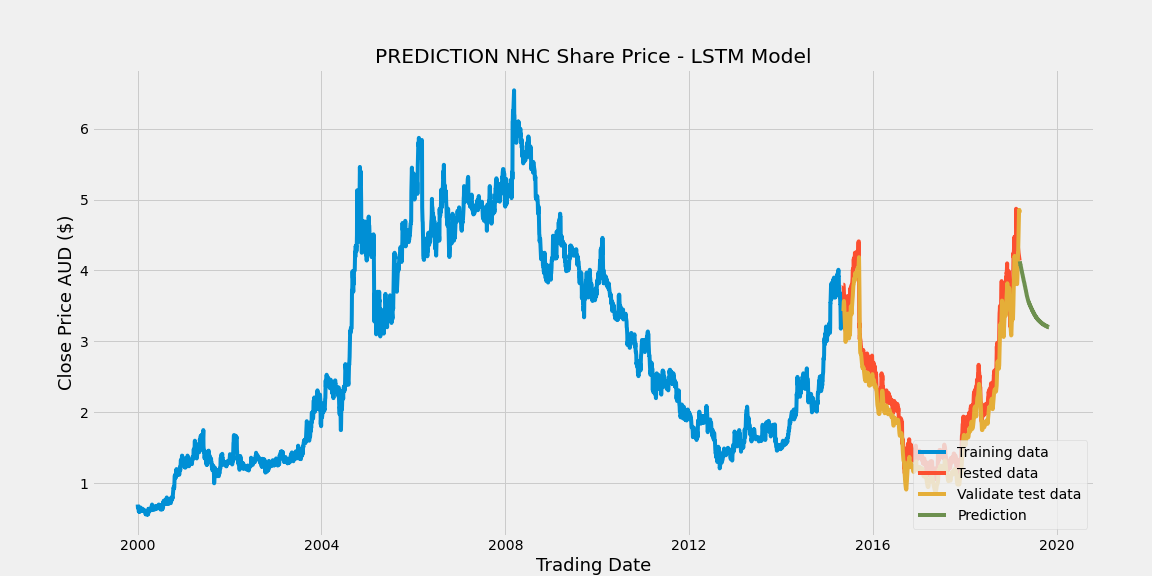 PREDICTION NHC Share Price - LSTM Model
Close Price AUD ($)
6
5
4
3
2
1
Training data
Tested data
Validate test data
Prediction
2000 2004 2008 2012 2016 2020
Trading Date